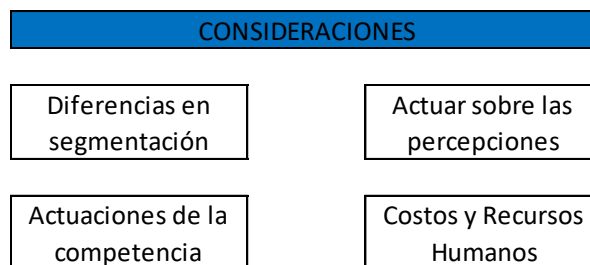 CONSIDERACIONES
Diferencias en
segmentación
Actuar sobre las
percepciones
Actuaciones de la
competencia
Costos y Recursos
Humanos